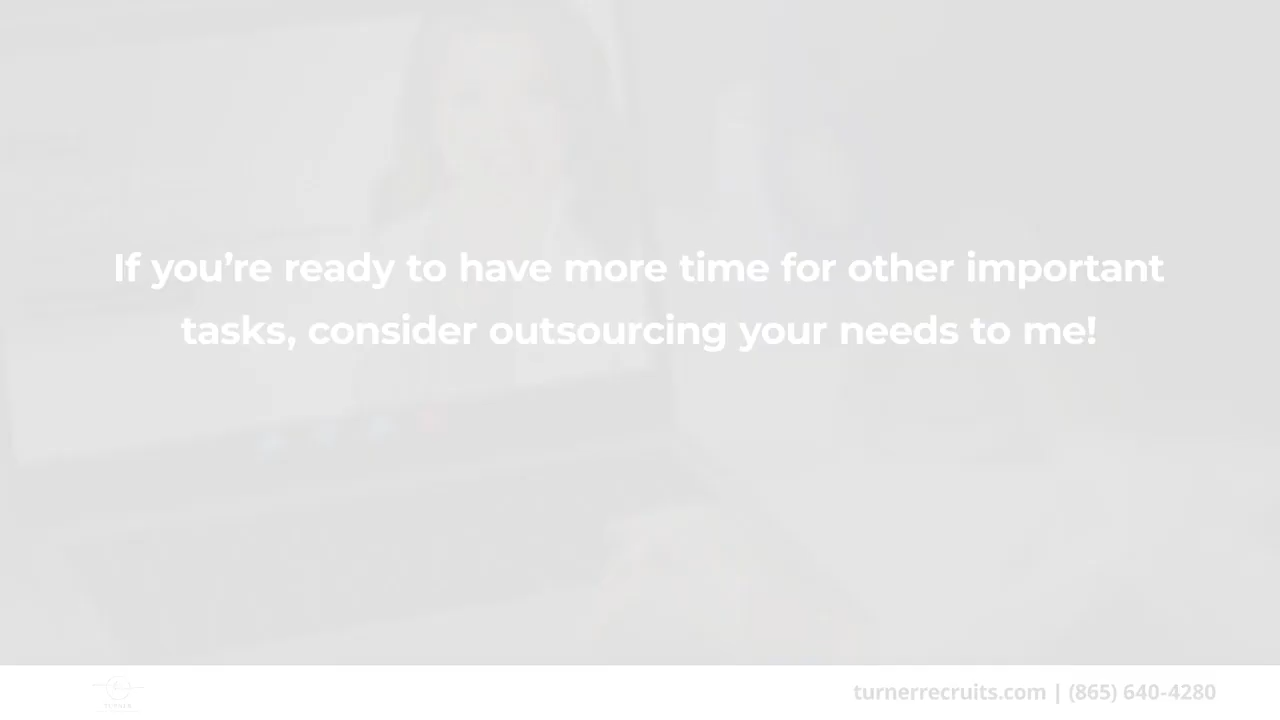 If you’re ready to have more time for other important
tasks, consider outsourcing your needs to me!
TURNER
turnerrecruits.com | (865) 640-4280